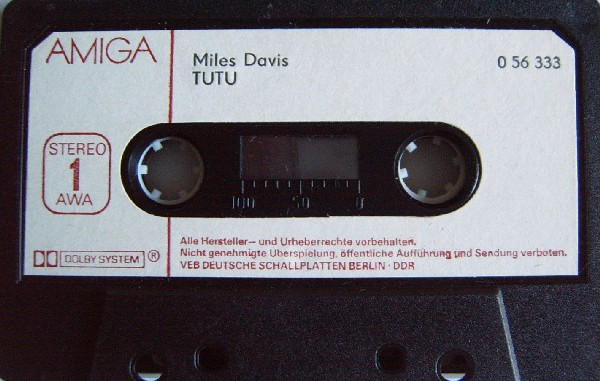 AMIGA
Miles Davis
TUTU
0 56 333
STEREO
1
AWA
100 50 0
DOLBY SYSTEM ®
Alle Hersteller- und Urheberrechte vorbehalten.
Nicht genehmigte Überspielung, öffentliche Aufführung und Sendung verboten.
VEB DEUTSCHE SCHALLPLATTEN BERLIN · DDR